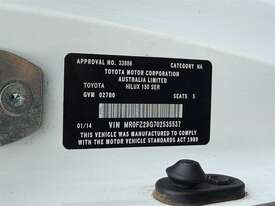 APPROVAL NO. 32806 CATEGORY NA
TOYOTA MOTOR CORPORATION
AUSTRALIA LIMITED
TOYOTA HILUX 150 SER
GVM 02780 SEATS 5
01/14 VIN MR0FZ29G702535537
THIS VEHICLE WAS MANUFACTURED TO COMPLY
WITH THE MOTOR VEHICLE STANDARDS ACT 1989